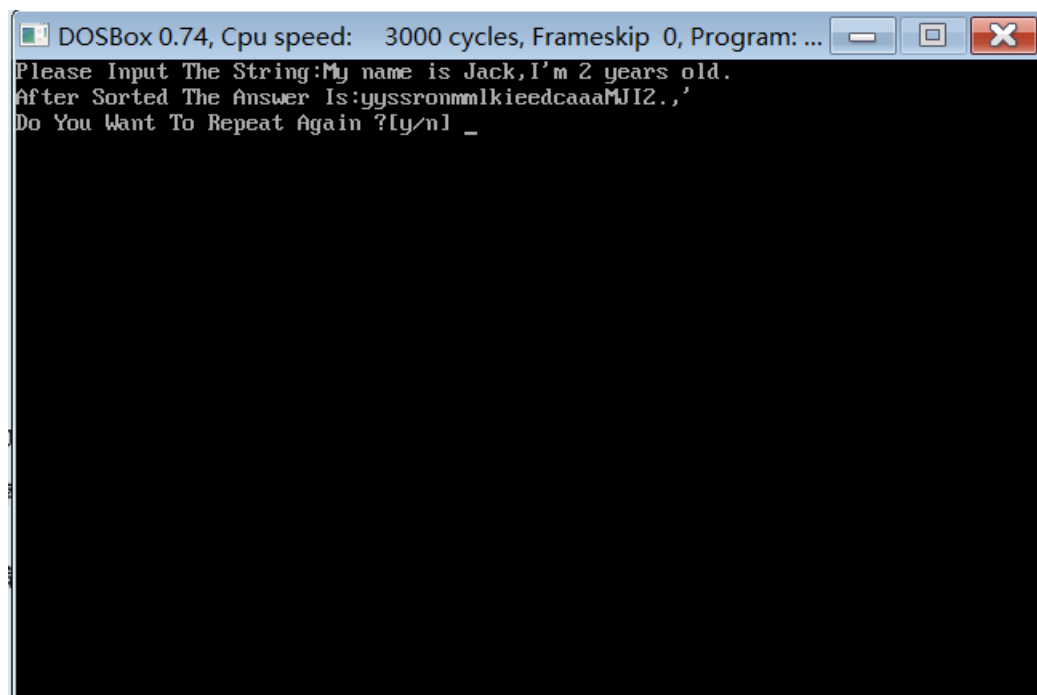 DOSBox 0.74, Cpu speed: 3000 cycles, Frameskip 0, Program: ...
Please Input The String:My name is Jack,I'm 2 years old.
After Sorted The Answer Is:yyssronmmlkieedcaaaMJI2.,'
Do You Want To Repeat Again ?[y/n] _